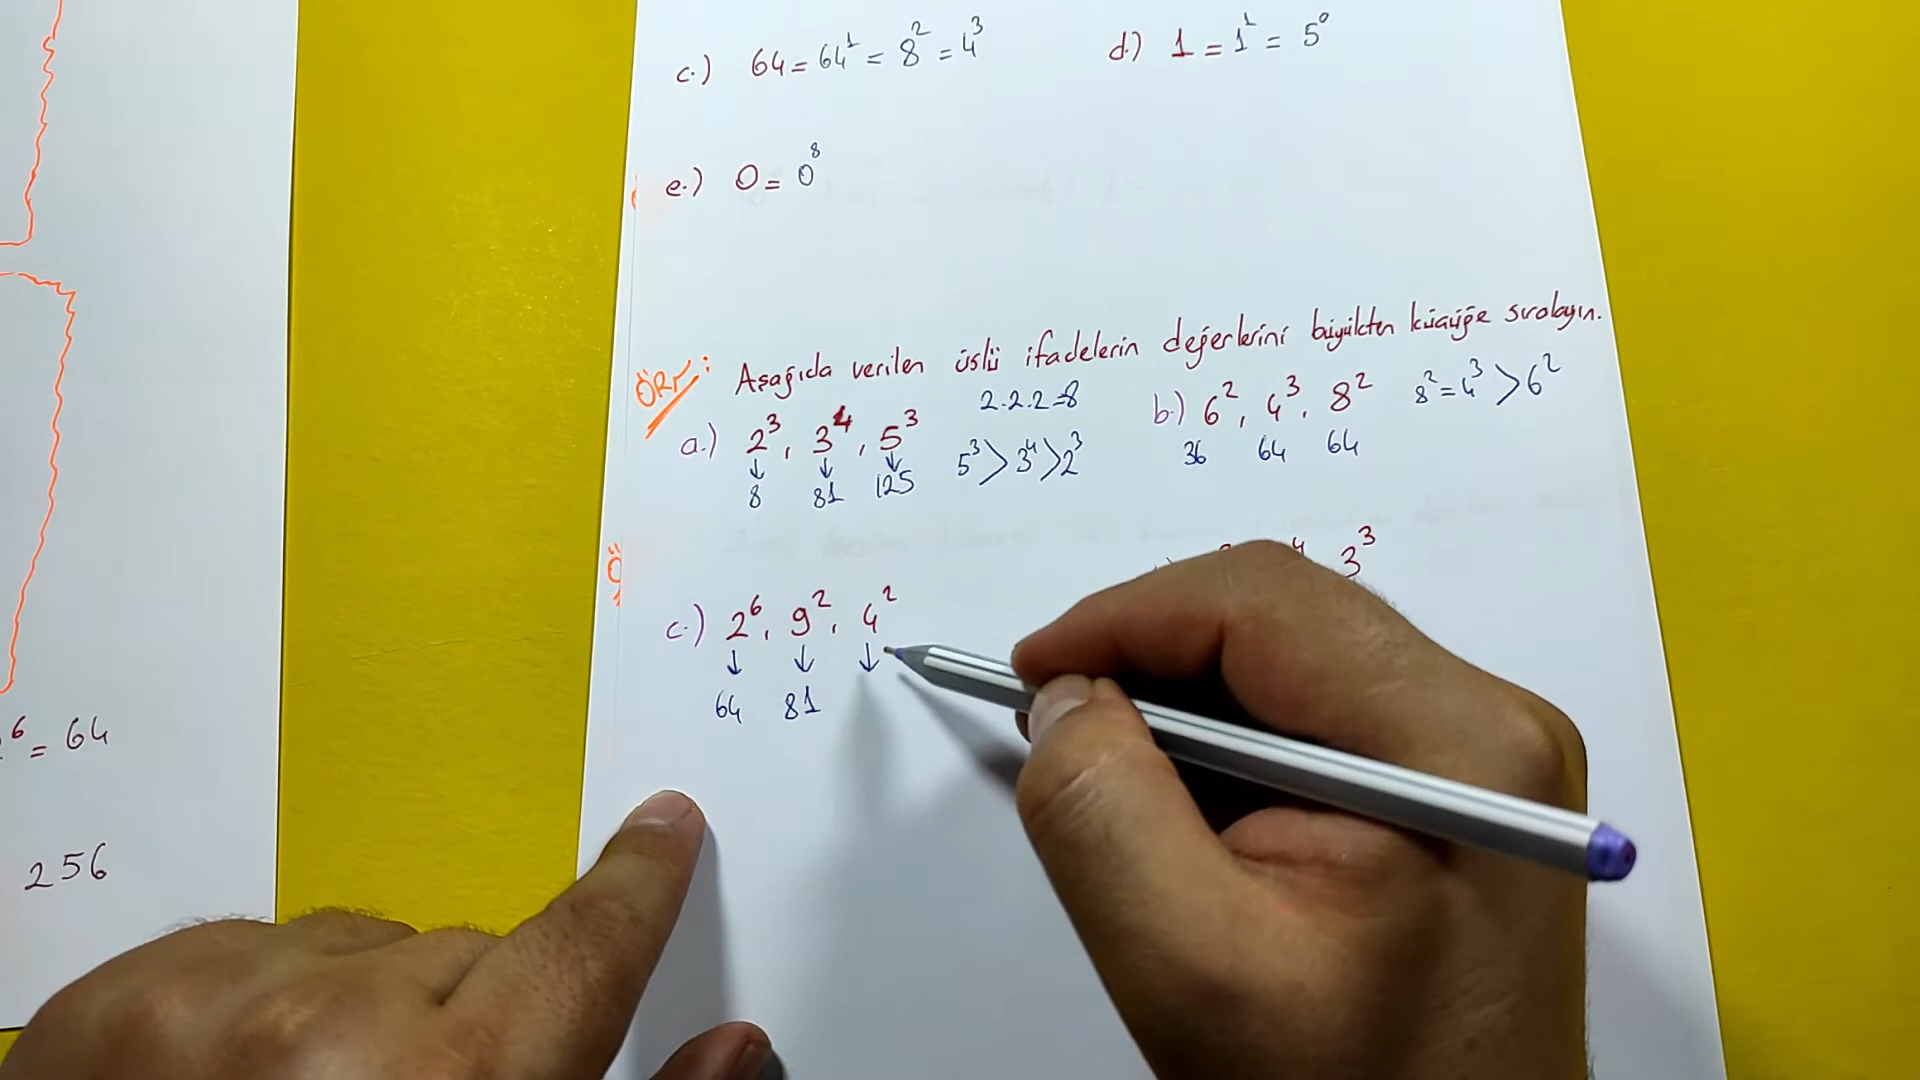 c.) 64 = 64¹ = 8² = 4³
d.) 1 = 1¹ = 5⁰
e.) 0 = 0⁸
ÖRN: Aşağıda verilen üslü ifadelerin değerlerini büyükten küçüğe sıralayın.
a.) 2³, 3⁴, 5³
2.2.2=8
↓ ↓ ↓
8 81 125
5³ > 3⁴ > 2³
b.) 6², 4³, 8²
36 64 64
8² = 4³ > 6²
Ö
c.) 2⁶, 9², 4²
↓ ↓ ↓
64 81
4 3³
⁶ = 64
256